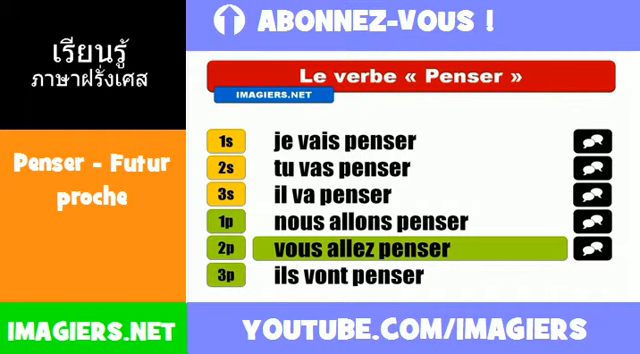 เรียนรู้
ภาษาฝรั่งเศส
Penser - Futur
proche
IMAGIERS.NET
ABONNEZ-VOUS !
Le verbe « Penser »
IMAGIERS.NET
1s je vais penser
2s tu vas penser
3s il va penser
1p nous allons penser
2p vous allez penser
3p ils vont penser
YOUTUBE.COM/IMAGIERS